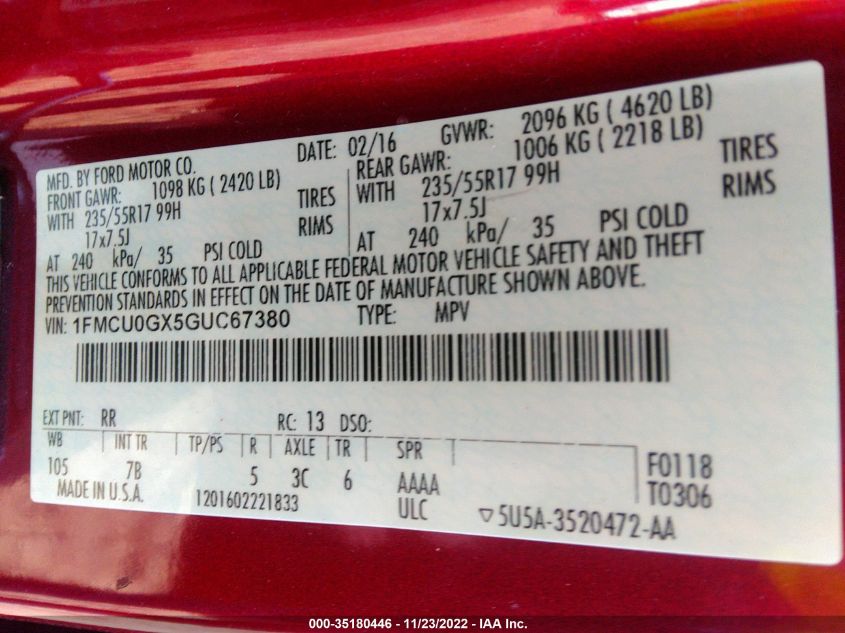 MFD. BY FORD MOTOR CO. DATE: 02/16 GVWR: 2096 KG ( 4620 LB)
FRONT GAWR: 1098 KG ( 2420 LB) REAR GAWR: 1006 KG ( 2218 LB)
WITH 235/55R17 99H TIRES WITH 235/55R17 99H TIRES
17x7.5J RIMS 17x7.5J RIMS
AT 240 kPa/ 35 PSI COLD AT 240 kPa/ 35 PSI COLD
THIS VEHICLE CONFORMS TO ALL APPLICABLE FEDERAL MOTOR VEHICLE SAFETY AND THEFT
PREVENTION STANDARDS IN EFFECT ON THE DATE OF MANUFACTURE SHOWN ABOVE.
VIN: 1FMCU0GX5GUC67380 TYPE: MPV
EXT PNT: RR RC: 13 DSO:
WB INT TR TP/PS R AXLE TR SPR
105 7B 5 3C 6 AAAA F0118
MADE IN U.S.A. 1201602221833 ULC T0306
▽5U5A-3520472-AA
000-35180446 - 11/23/2022 - IAA Inc.